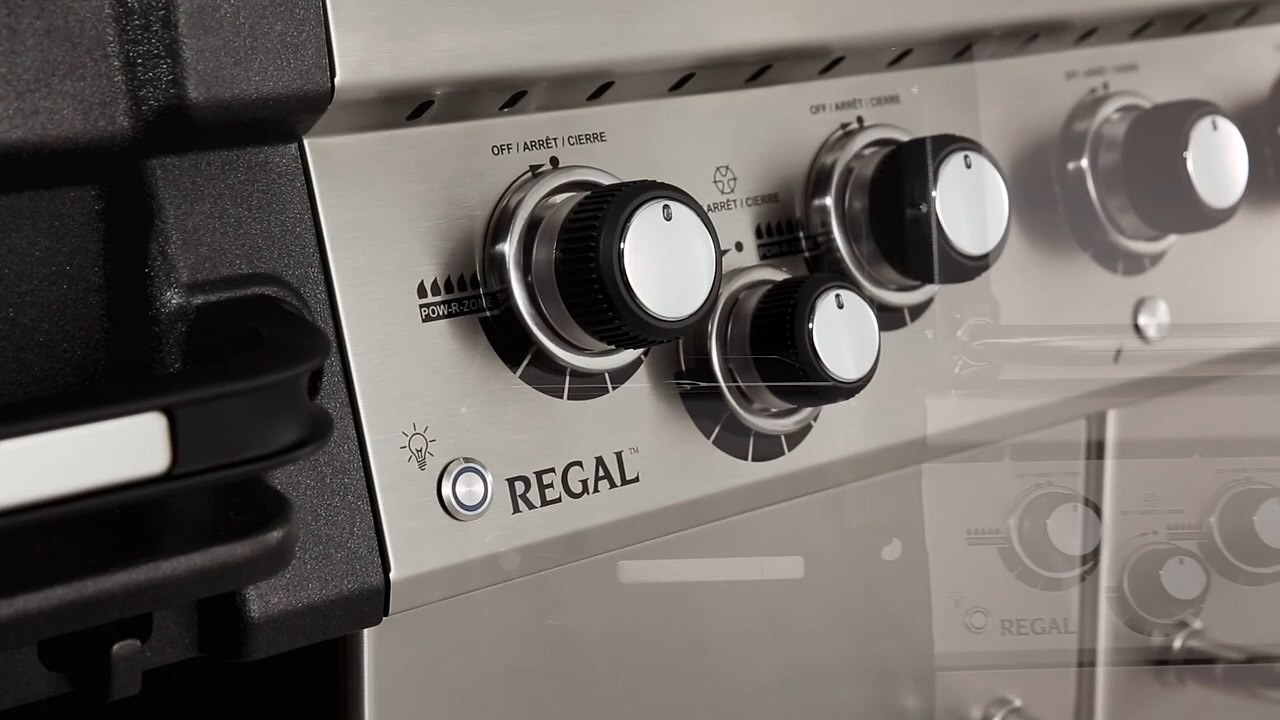 OFF / ARRÊT / CIERRE
OFF / ARRÊT / CIERRE
ARRÊT / CIERRE
POW-R-ZONE
REGAL™
REGAL